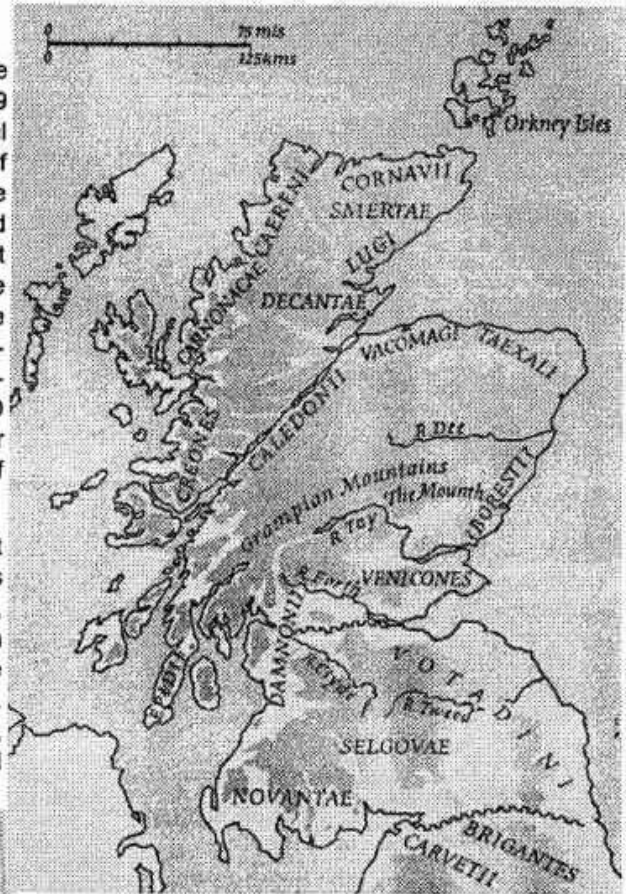 0 75 mls
0 125kms
Orkney Isles
CORNAVII
SMERTAE
CAERENI
LUGI
CARNONACAE
DECANTAE
VACOMAGI
TAEXALI
CREONES
CALEDONII
R Dee
Grampian Mountains
The Mounth
BORESTII
R Tay
R Forth
VENICONES
DAMNONII
EPIDII
VOTADINI
R Clyde
R Tweed
SELGOVAE
NOVANTAE
BRIGANTES
CARVETII